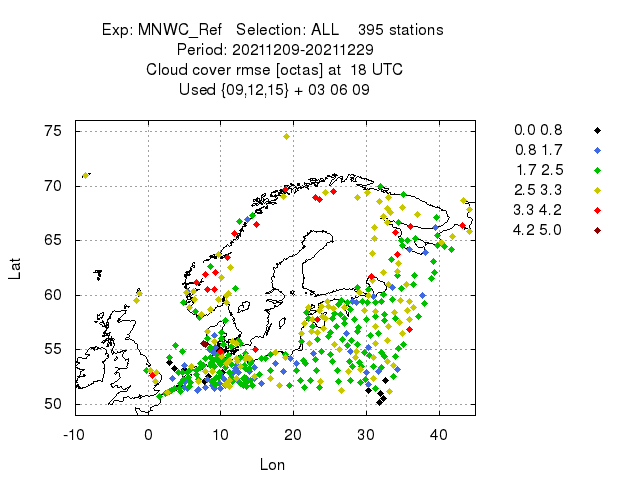 Exp: MNWC_Ref Selection: ALL 395 stations
Period: 20211209-20211229
Cloud cover rmse [octas] at 18 UTC
Used {09,12,15} + 03 06 09
75
70
65
60
55
50
Lat
-10 0 10 20 30 40
Lon
0.0 0.8
0.8 1.7
1.7 2.5
2.5 3.3
3.3 4.2
4.2 5.0